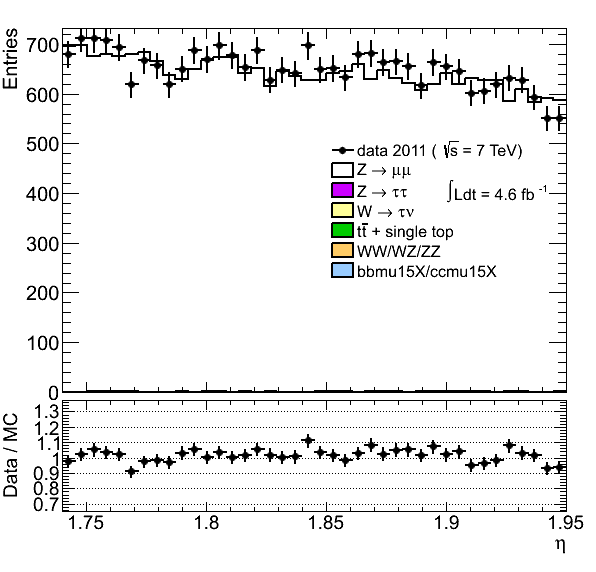 Entries
700
600
500
400
300
200
100
0
data 2011 ( √s = 7 TeV)
Z → μμ
Z → ττ
∫Ldt = 4.6 fb⁻¹
W → τν
tt̄ + single top
WW/WZ/ZZ
bbmu15X/ccmu15X
Data / MC
1.3
1.2
1.1
1
0.9
0.8
0.7
1.75
1.8
1.85
1.9
1.95
η